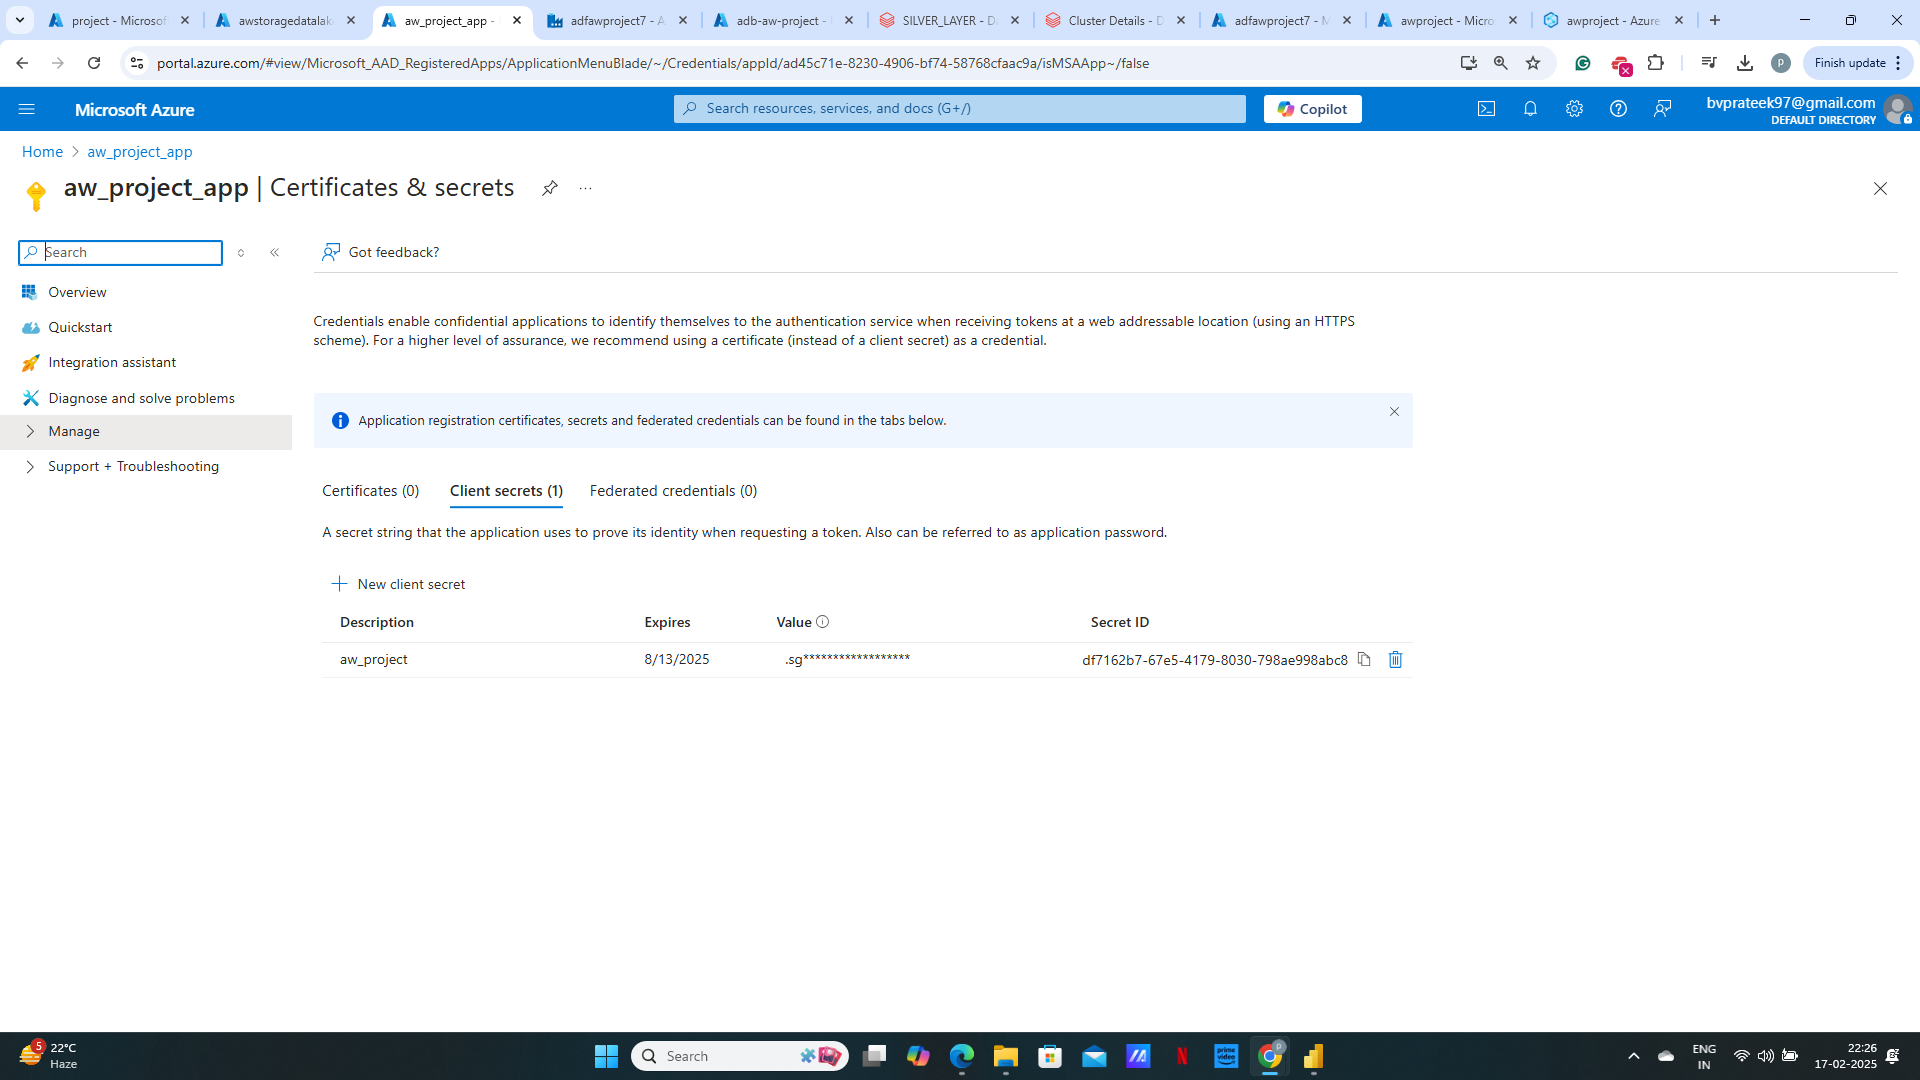 project - Microsof
awstoragedatalak
aw_project_app -
adfawproject7 - A
adb-aw-project -
SILVER_LAYER - D
Cluster Details - D
adfawproject7 - M
awproject - Micro
awproject - Azure
portal.azure.com/#view/Microsoft_AAD_RegisteredApps/ApplicationMenuBlade/~/Credentials/appId/ad45c71e-8230-4906-bf74-58768cfaac9a/isMSAApp~/false
P
Finish update
Microsoft Azure
Search resources, services, and docs (G+/)
Copilot
bvprateek97@gmail.com
DEFAULT DIRECTORY
Home > aw_project_app
aw_project_app | Certificates & secrets
Search
Got feedback?
Overview
Quickstart
Integration assistant
Diagnose and solve problems
Manage
Support + Troubleshooting
Credentials enable confidential applications to identify themselves to the authentication service when receiving tokens at a web addressable location (using an HTTPS
scheme). For a higher level of assurance, we recommend using a certificate (instead of a client secret) as a credential.
Application registration certificates, secrets and federated credentials can be found in the tabs below.
Certificates (0) Client secrets (1) Federated credentials (0)
A secret string that the application uses to prove its identity when requesting a token. Also can be referred to as application password.
New client secret
Description Expires Value Secret ID
aw_project 8/13/2025 .sg****************** df7162b7-67e5-4179-8030-798ae998abc8
5
22°C
Haze
Search
prime video
N
P
ENG
IN
22:26
17-02-2025